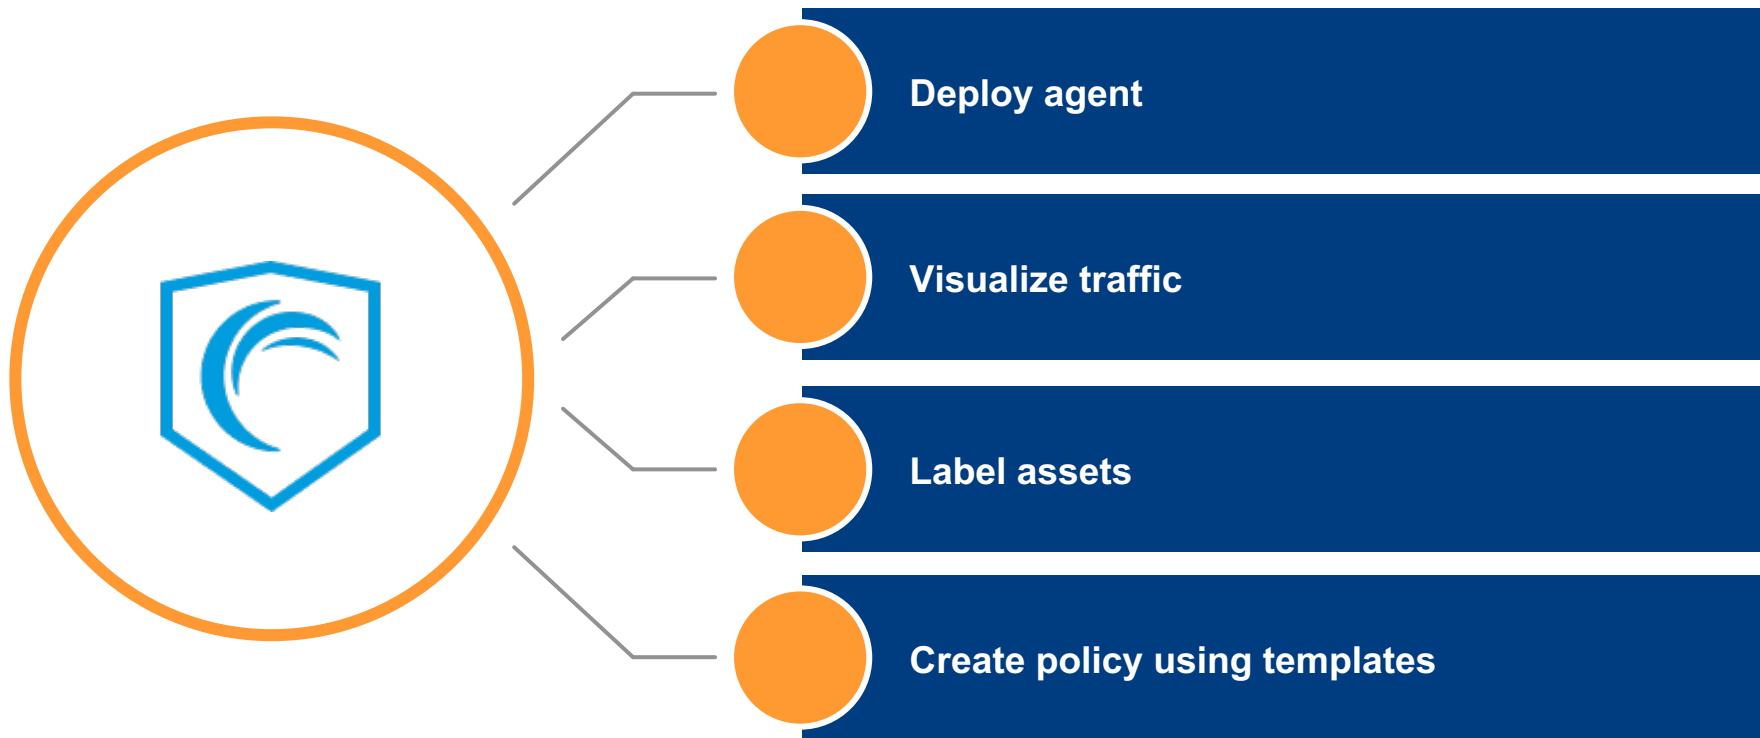 Deploy agent
Visualize traffic
Label assets
Create policy using templates